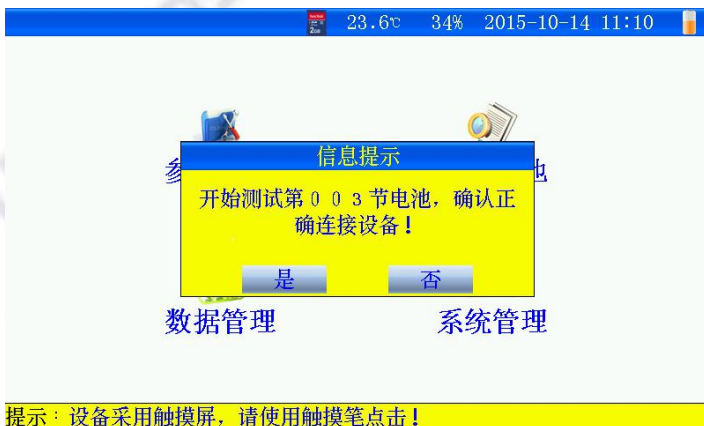 23.6℃ 34% 2015-10-14 11:10
信息提示
开始测试第003节电池，确认正
确连接设备！
是 否
数据管理 系统管理
提示：设备采用触摸屏，请使用触摸笔点击！